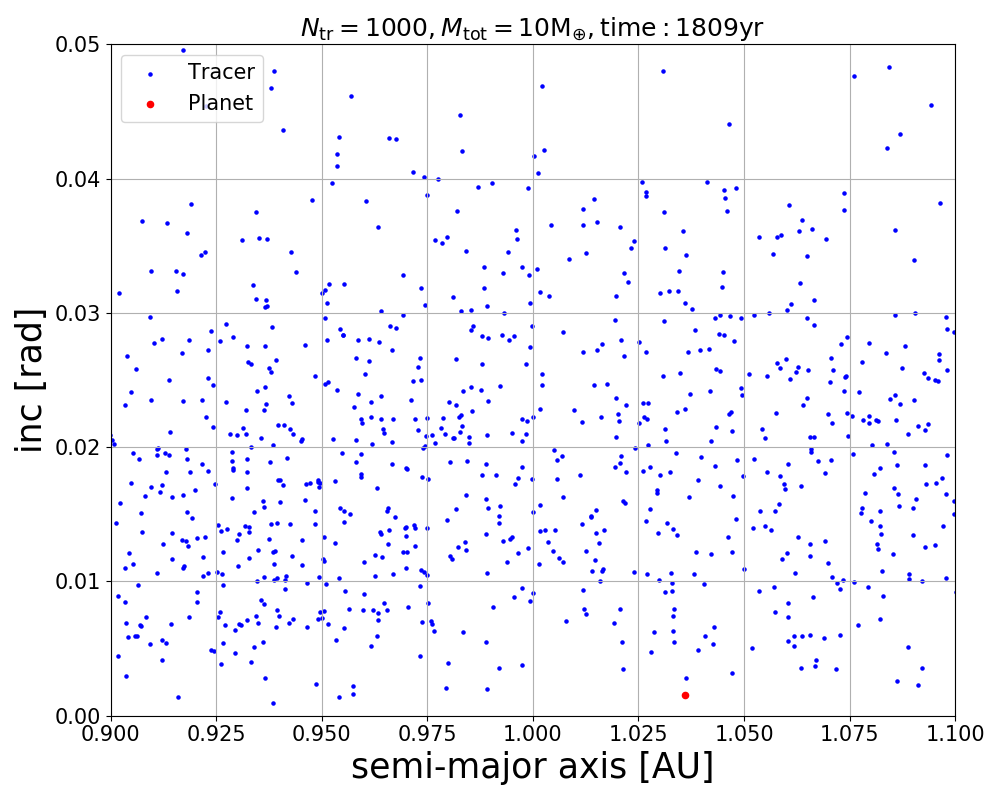 N_tr = 1000, M_tot = 10M_⊕, time : 1809yr
Tracer
Planet
0.05
0.04
0.03
0.02
0.01
0.00
inc [rad]
0.900 0.925 0.950 0.975 1.000 1.025 1.050 1.075 1.100
semi-major axis [AU]